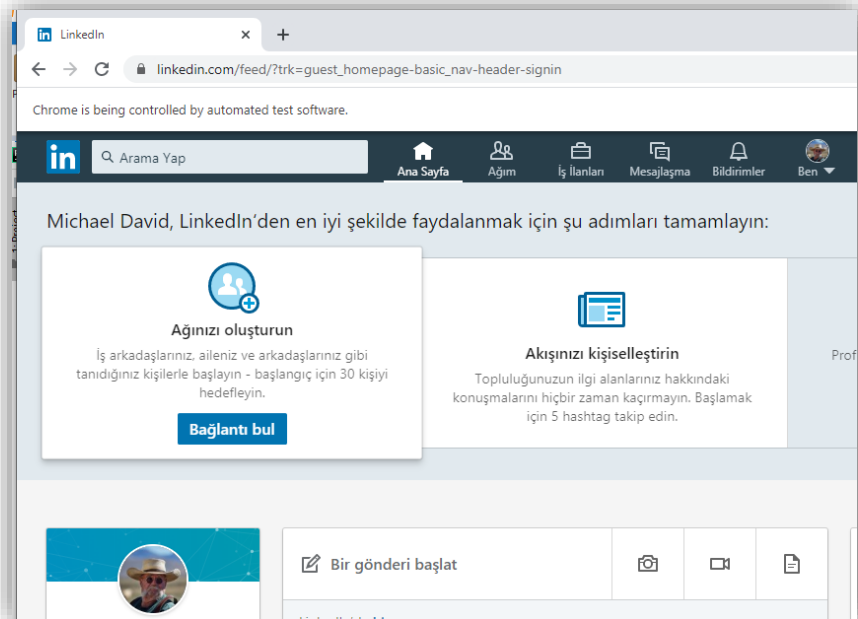 LinkedIn
linkedin.com/feed/?trk=guest_homepage-basic_nav-header-signin
Chrome is being controlled by automated test software.
in
Arama Yap
Ana Sayfa
Ağım
İş İlanları
Mesajlaşma
Bildirimler
Ben
Michael David, LinkedIn'den en iyi şekilde faydalanmak için şu adımları tamamlayın:
Ağınızı oluşturun
İş arkadaşlarınız, aileniz ve arkadaşlarınız gibi
tanıdığınız kişilerle başlayın - başlangıç için 30 kişiyi
hedefleyin.
Bağlantı bul
Akışınızı kişiselleştirin
Topluluğunuzun ilgi alanlarınız hakkındaki
konuşmalarını hiçbir zaman kaçırmayın. Başlamak
için 5 hashtag takip edin.
Prof
Bir gönderi başlat